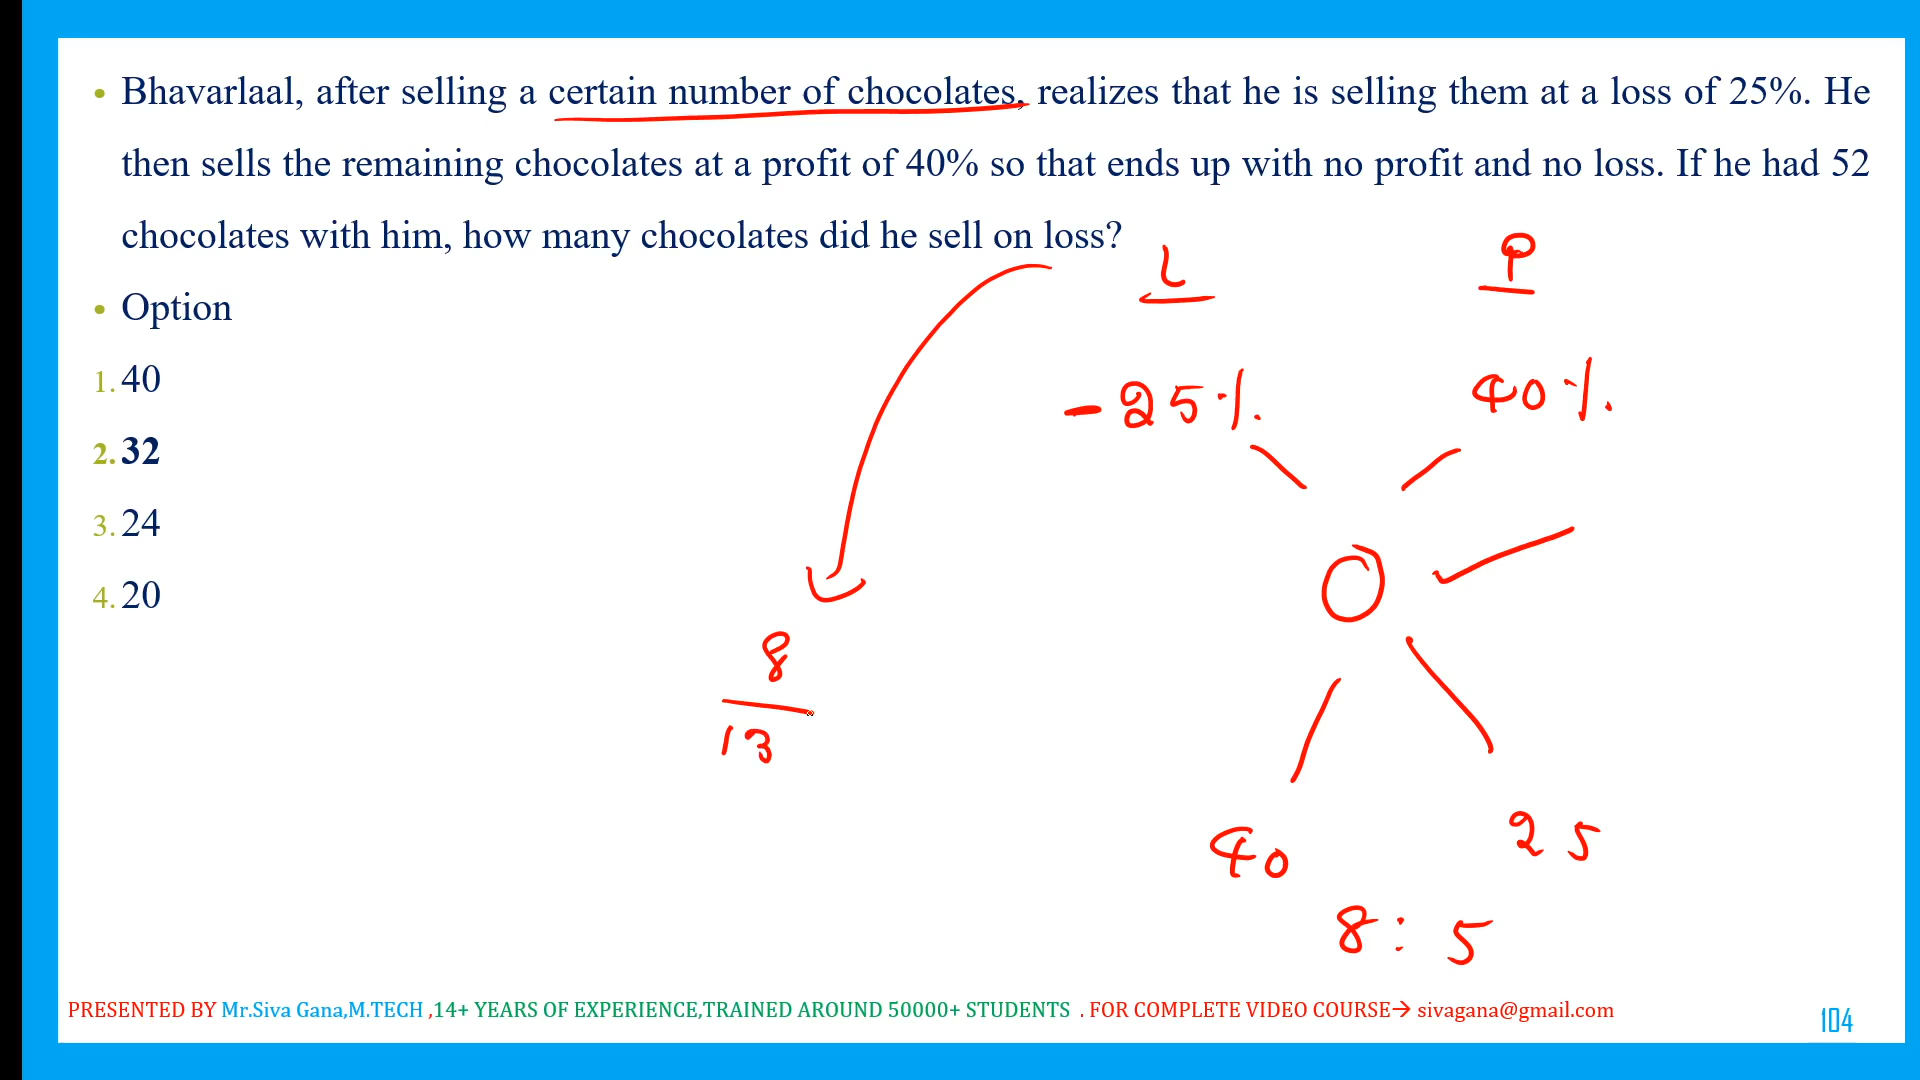 • Bhavarlaal, after selling a certain number of chocolates, realizes that he is selling them at a loss of 25%. He
then sells the remaining chocolates at a profit of 40% so that ends up with no profit and no loss. If he had 52
chocolates with him, how many chocolates did he sell on loss?
L P
• Option
1. 40
-25% 40%
2. 32
3. 24
0
4. 20
8
13
40 25
8 : 5
PRESENTED BY Mr.Siva Gana,M.TECH ,14+ YEARS OF EXPERIENCE,TRAINED AROUND 50000+ STUDENTS . FOR COMPLETE VIDEO COURSE→ sivagana@gmail.com
104